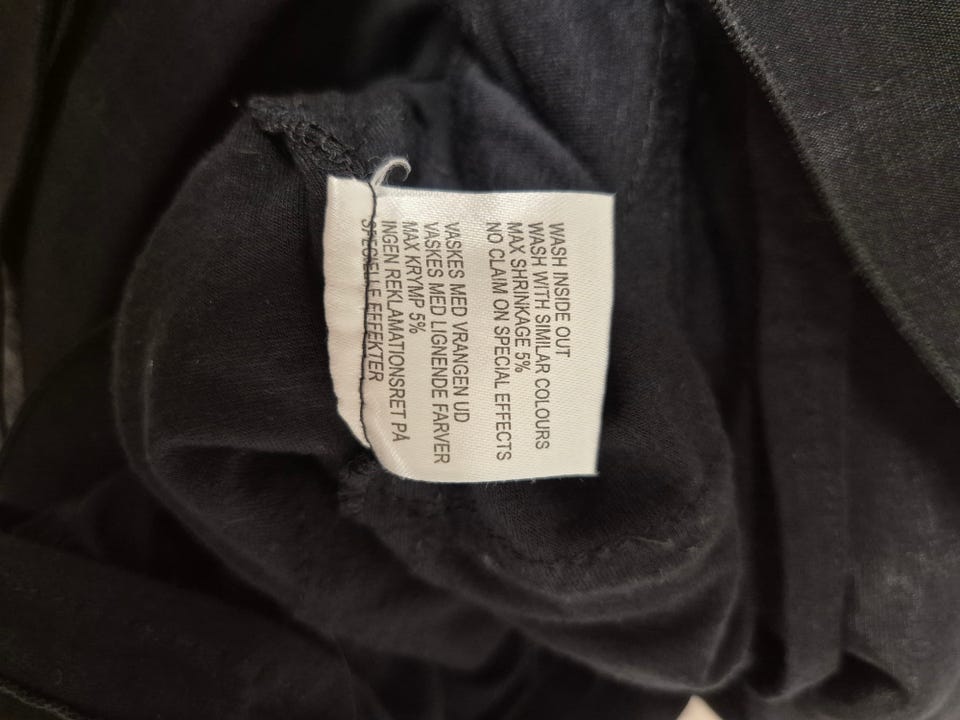 WASH INSIDE OUT
WASH WITH SIMILAR COLOURS
MAX SHRINKAGE 5%
NO CLAIM ON SPECIAL EFFECTS
VASKES MED VRANGEN UD
VASKES MED LIGNENDE FARVER
MAX KRYMP 5%
INGEN REKLAMATIONSRET PÅ
SPECIELLE EFFEKTER